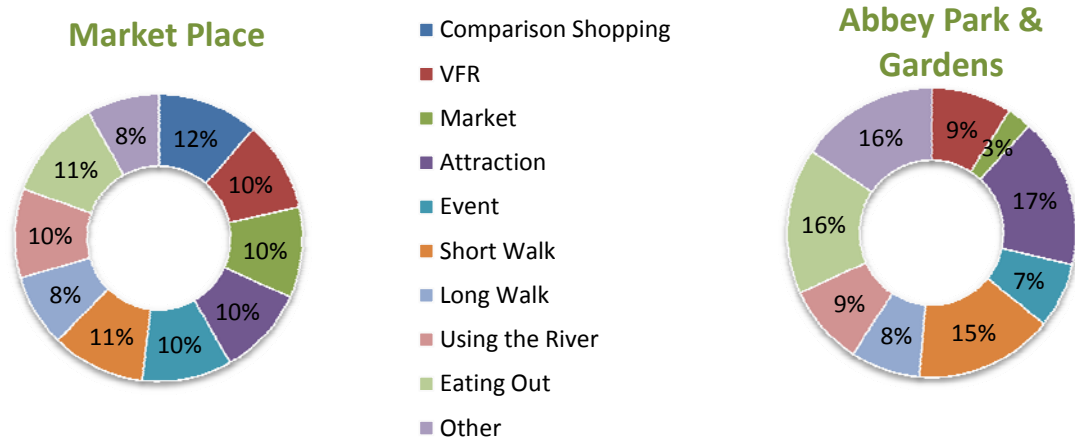 Market Place
12%
10%
10%
10%
10%
11%
8%
10%
11%
8%
Comparison Shopping
VFR
Market
Attraction
Event
Short Walk
Long Walk
Using the River
Eating Out
Other
Abbey Park &
Gardens
9%
3%
17%
7%
15%
8%
9%
16%
16%